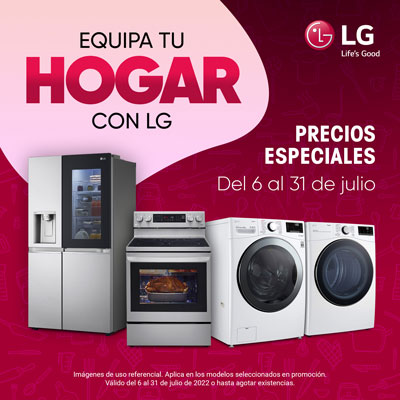 EQUIPA TU
HOGAR
CON LG
LG
Life's Good
PRECIOS
ESPECIALES
Del 6 al 31 de julio
Imágenes de uso referencial. Aplica en los modelos seleccionados en promoción.
Válido del 6 al 31 de julio de 2022 o hasta agotar existencias.